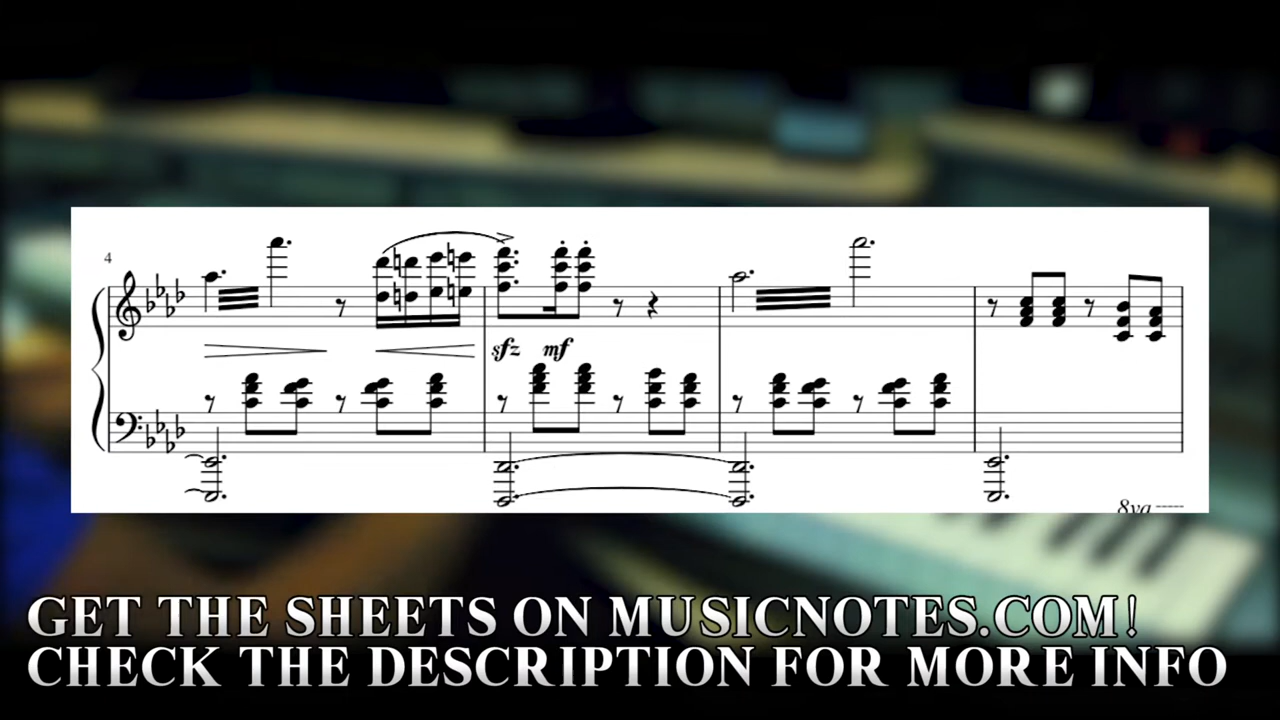 4
sfz mf
8va
GET THE SHEETS ON MUSICNOTES.COM!
CHECK THE DESCRIPTION FOR MORE INFO